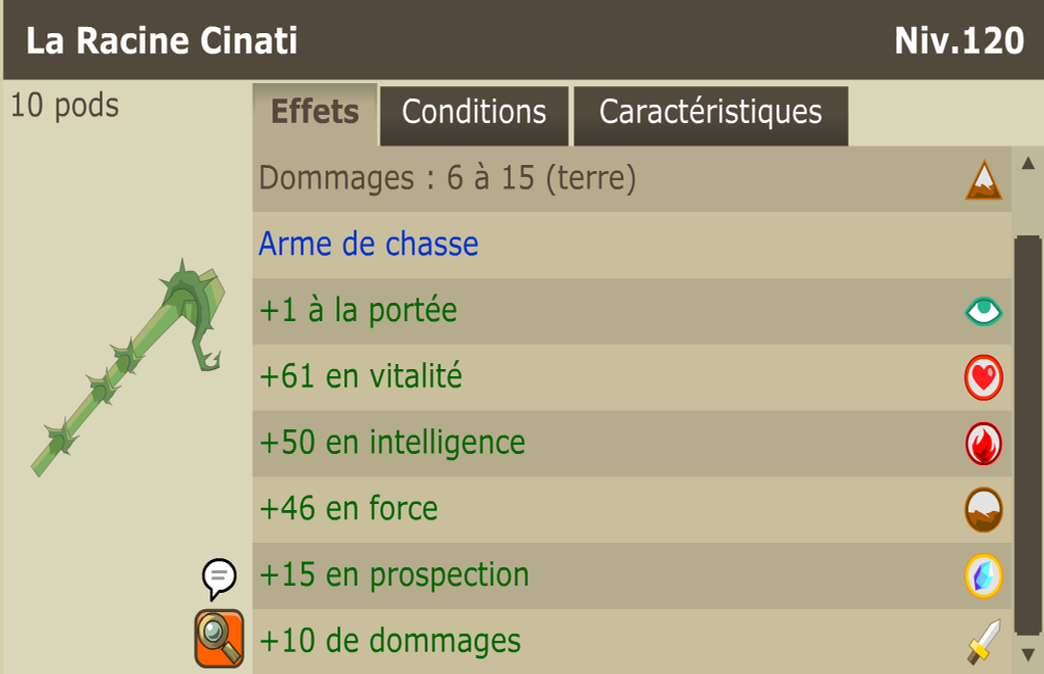 La Racine Cinati
Niv.120
10 pods
Effets
Conditions
Caractéristiques
Dommages : 6 à 15 (terre)
Arme de chasse
+1 à la portée
+61 en vitalité
+50 en intelligence
+46 en force
+15 en prospection
+10 de dommages